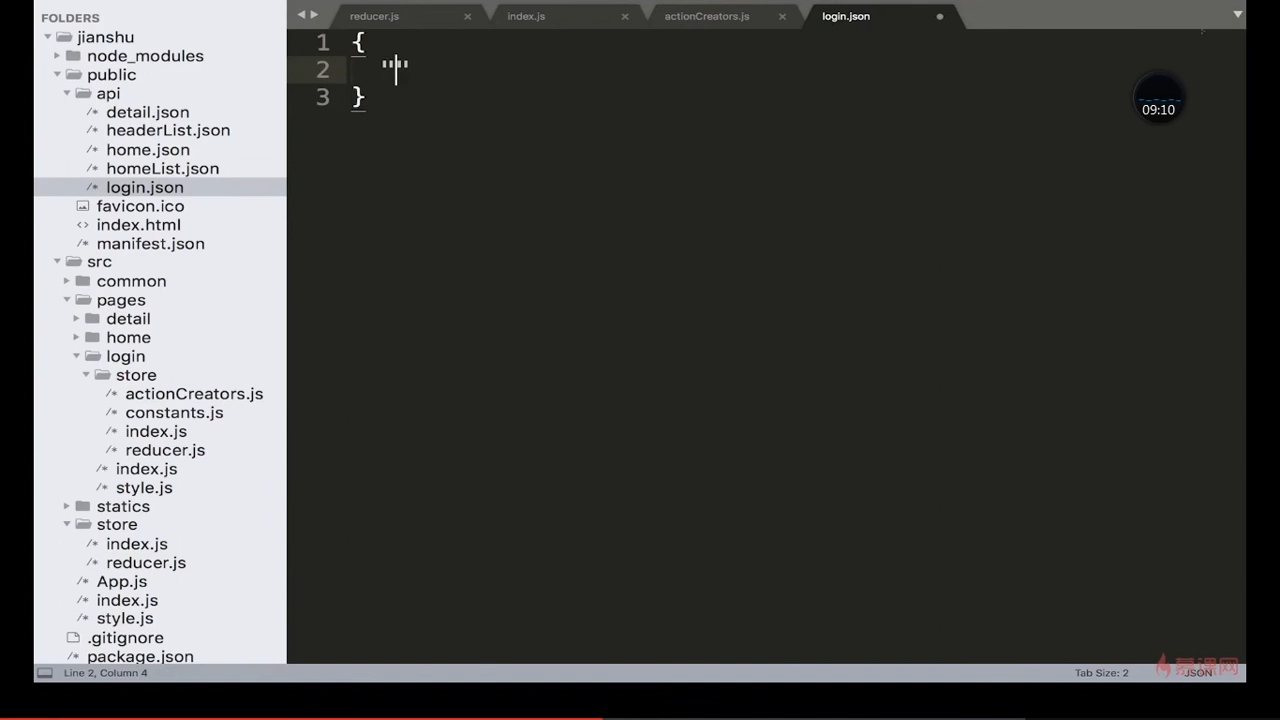 FOLDERS
jianshu
node_modules
public
api
detail.json
headerList.json
home.json
homeList.json
login.json
favicon.ico
index.html
manifest.json
src
common
pages
detail
home
login
store
actionCreators.js
constants.js
index.js
reducer.js
index.js
style.js
statics
store
index.js
reducer.js
App.js
index.js
style.js
.gitignore
package.json
reducer.js
index.js
actionCreators.js
login.json
1 {
2 ""
3 }
09:10
Line 2, Column 4
Tab Size: 2
JSON
慕课网